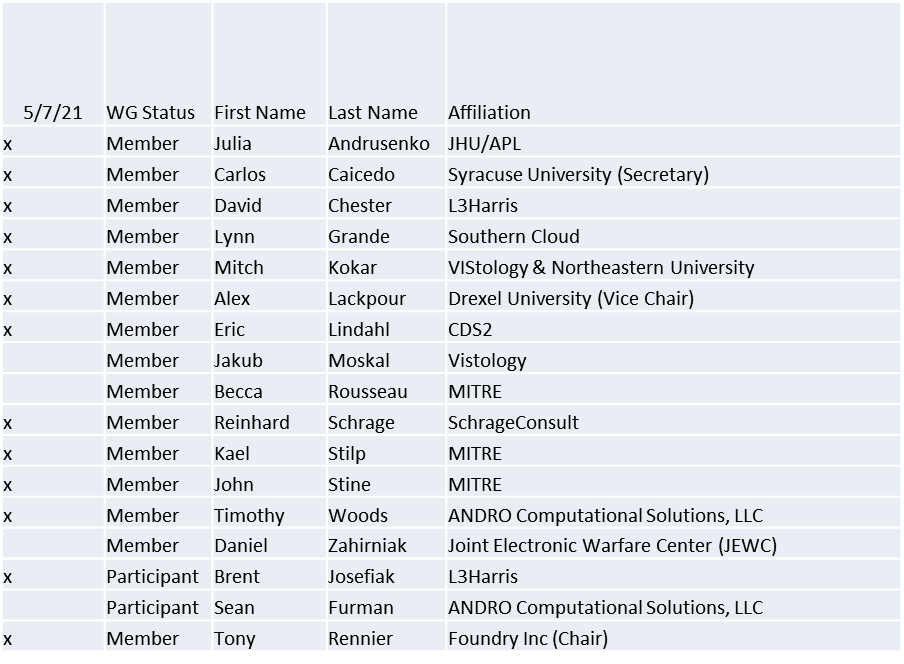 5/7/21 WG Status First Name Last Name Affiliation
x Member Julia Andrusenko JHU/APL
x Member Carlos Caicedo Syracuse University (Secretary)
x Member David Chester L3Harris
x Member Lynn Grande Southern Cloud
x Member Mitch Kokar VIStology & Northeastern University
x Member Alex Lackpour Drexel University (Vice Chair)
x Member Eric Lindahl CDS2
Member Jakub Moskal Vistology
Member Becca Rousseau MITRE
x Member Reinhard Schrage SchrageConsult
x Member Kael Stilp MITRE
x Member John Stine MITRE
x Member Timothy Woods ANDRO Computational Solutions, LLC
Member Daniel Zahirniak Joint Electronic Warfare Center (JEWC)
x Participant Brent Josefiak L3Harris
Participant Sean Furman ANDRO Computational Solutions, LLC
x Member Tony Rennier Foundry Inc (Chair)